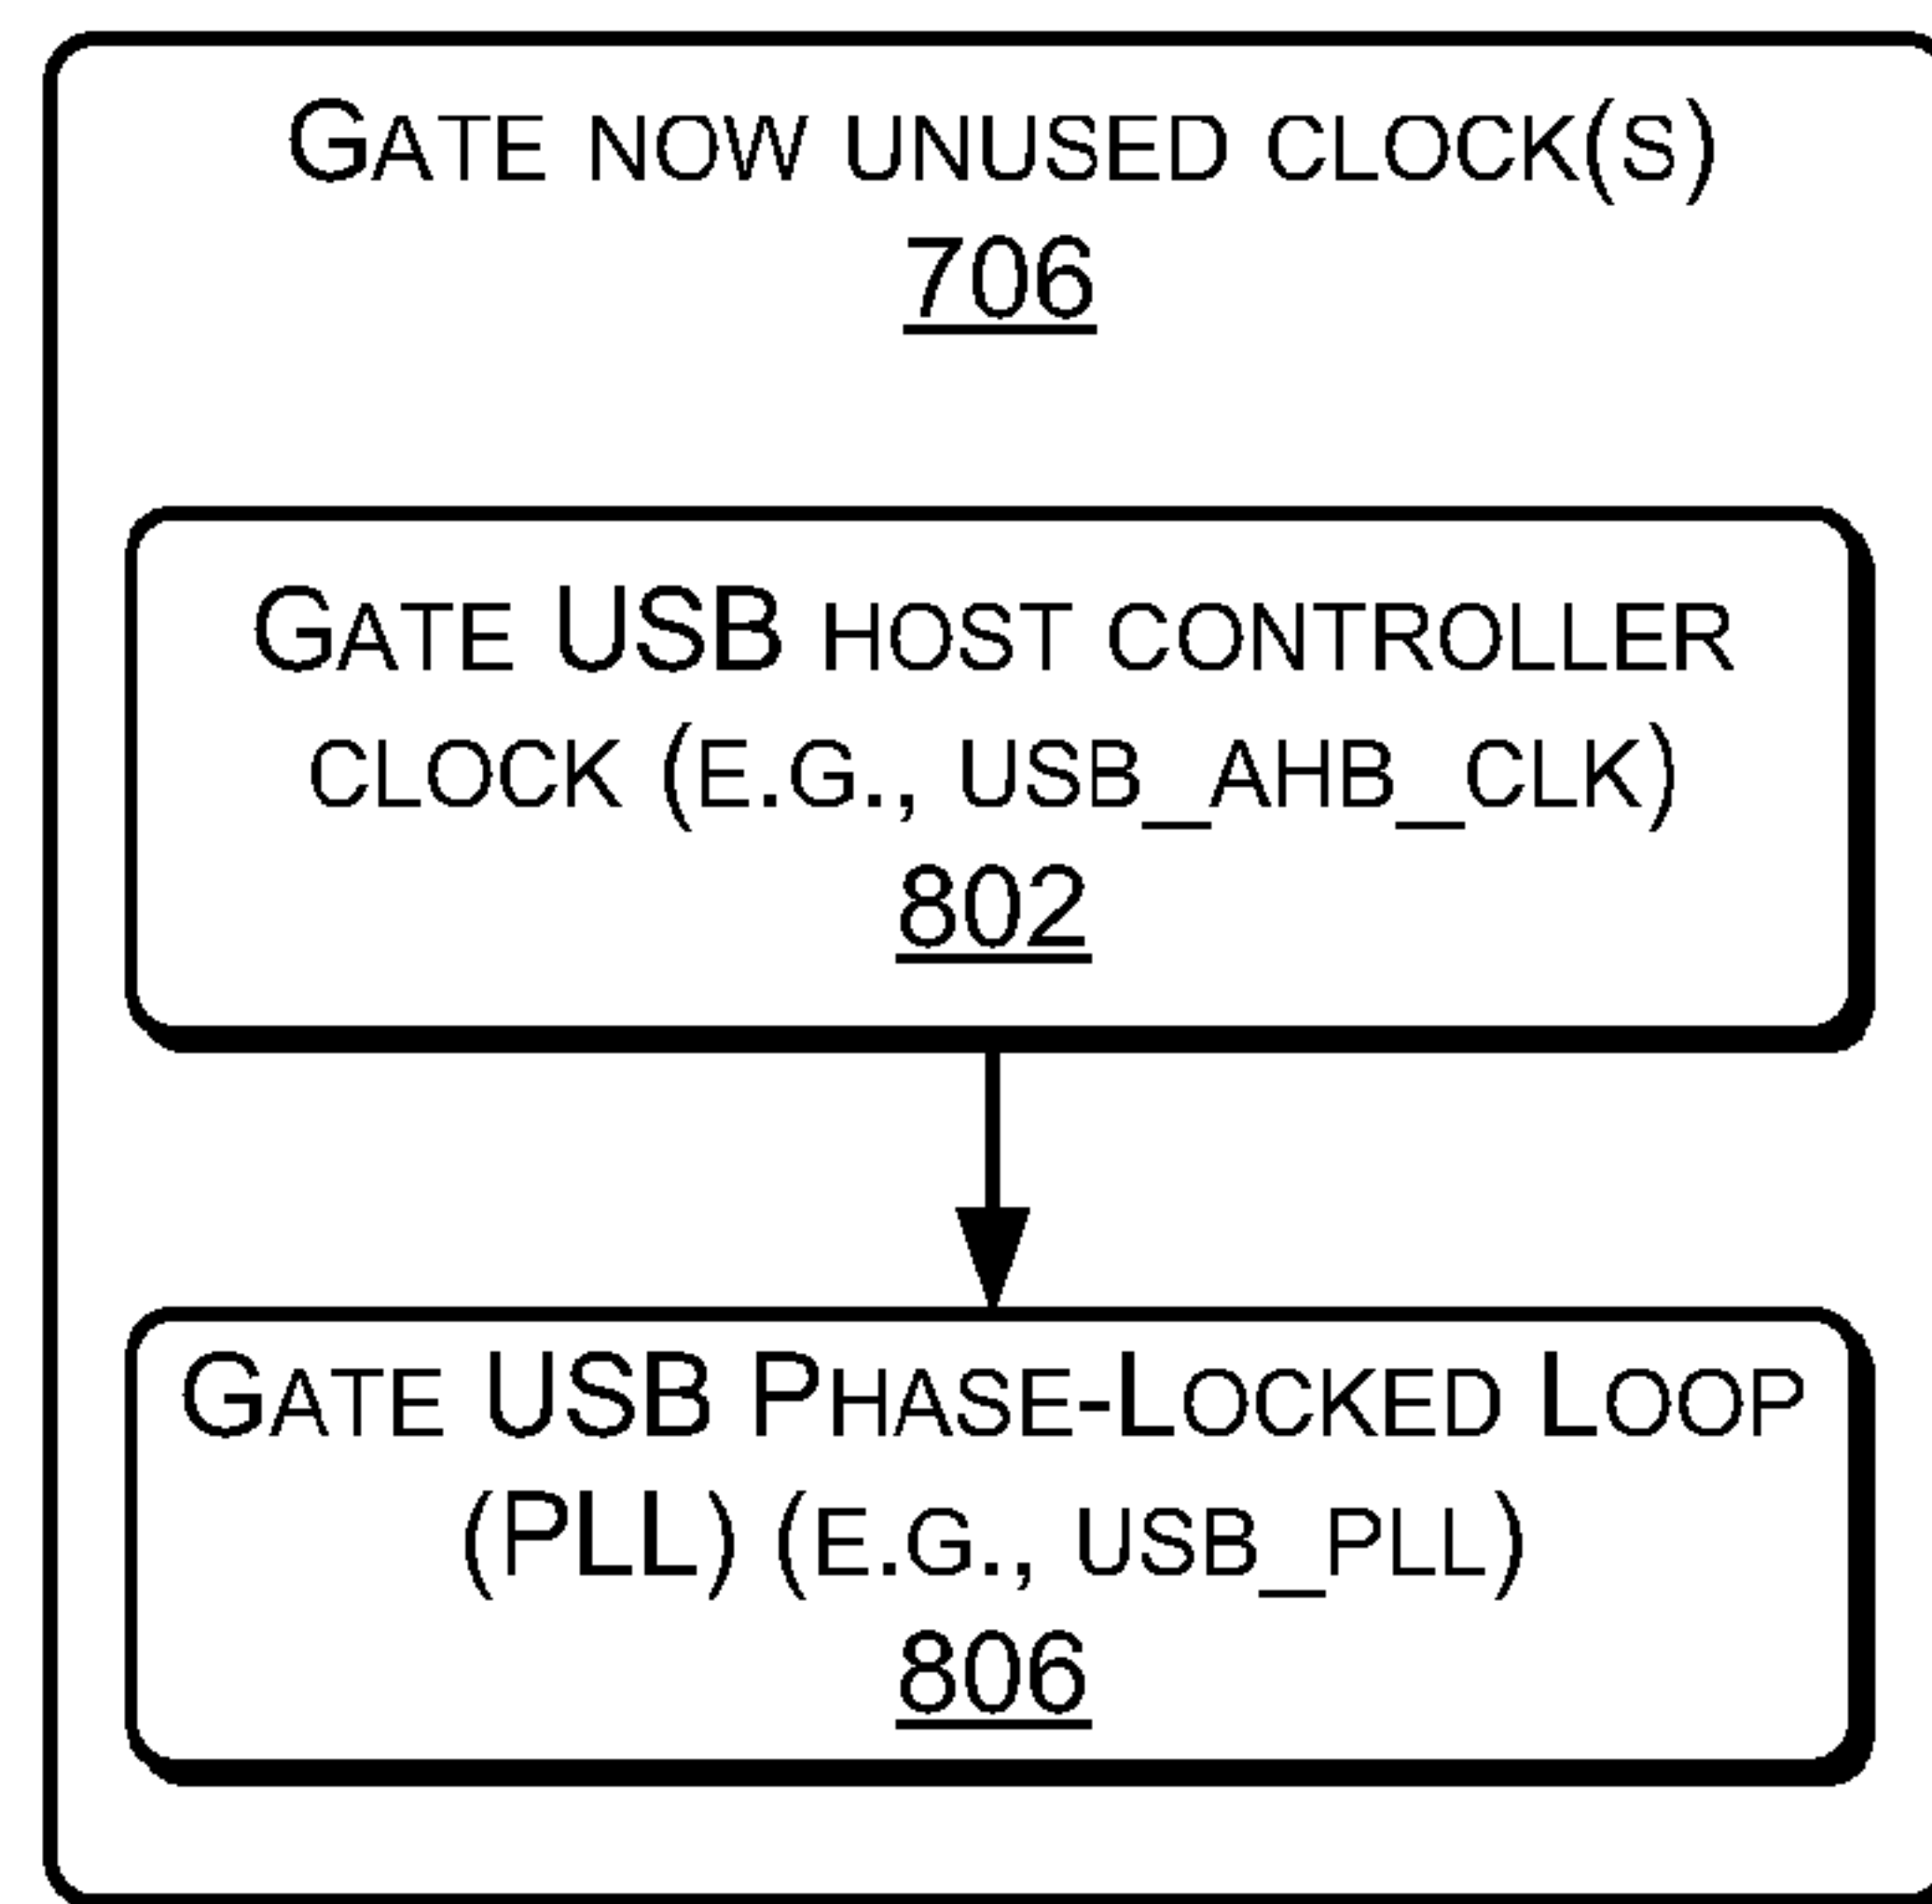 GATE NOW UNUSED CLOCK(S)
706
GATE USB HOST CONTROLLER
CLOCK (E.G., USB_AHB_CLK)
802
GATE USB PHASE-LOCKED LOOP
(PLL) (E.G., USB_PLL)
806